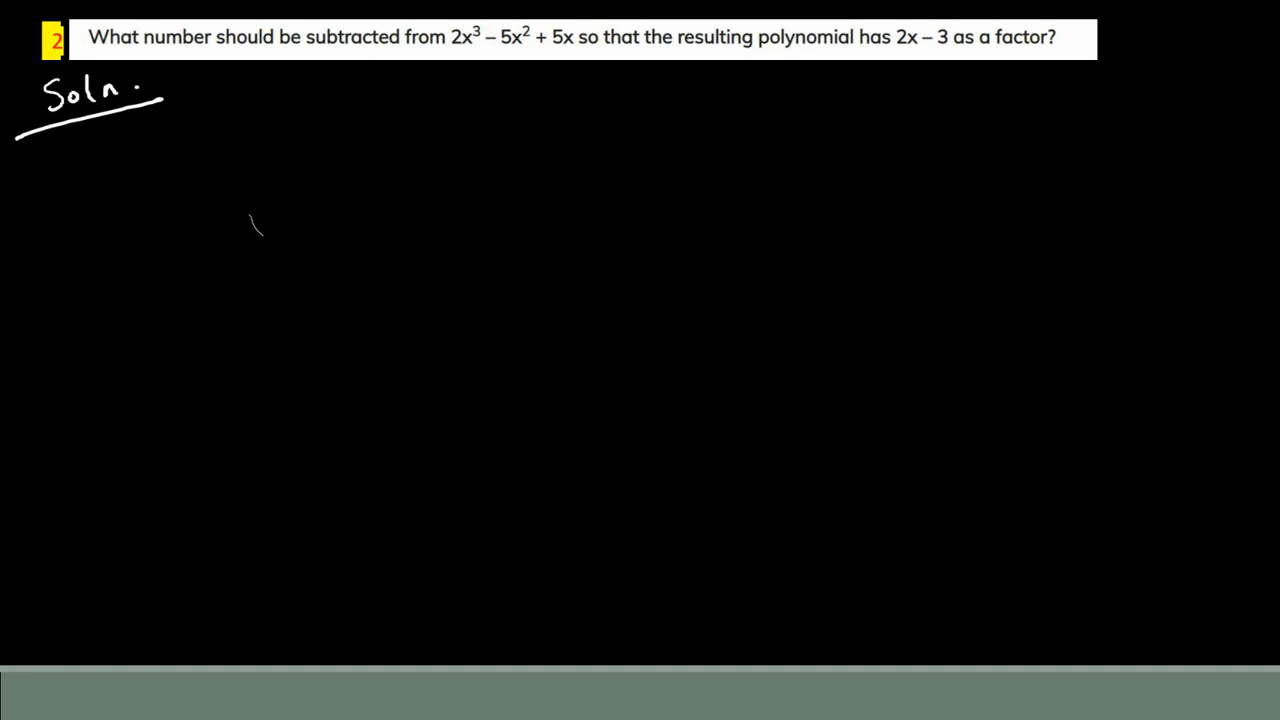 2 What number should be subtracted from 2x³ – 5x² + 5x so that the resulting polynomial has 2x – 3 as a factor?
Soln.